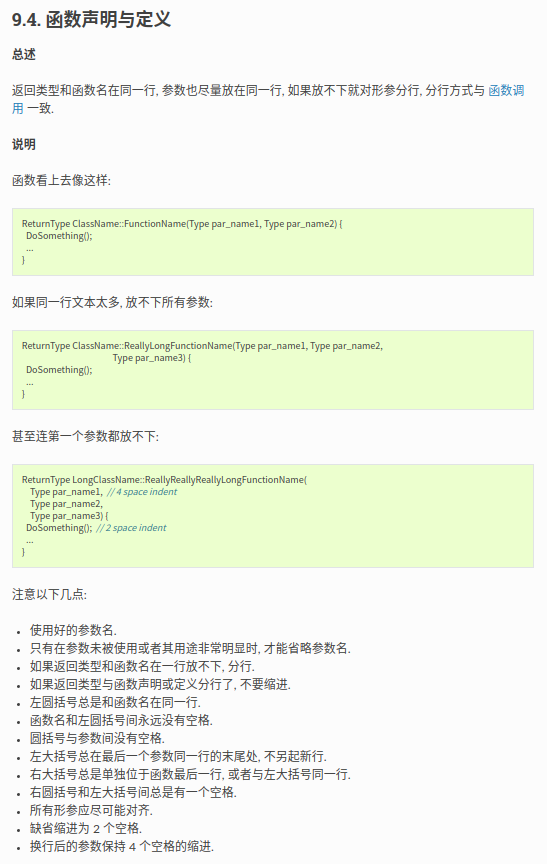 9.4. 函数声明与定义
总述
返回类型和函数名在同一行, 参数也尽量放在同一行, 如果放不下就对形参分行, 分行方式与 函数调
用 一致.
说明
函数看上去像这样:
ReturnType ClassName::FunctionName(Type par_name1, Type par_name2) {
  DoSomething();
  ...
}
如果同一行文本太多, 放不下所有参数:
ReturnType ClassName::ReallyLongFunctionName(Type par_name1, Type par_name2,
                                             Type par_name3) {
  DoSomething();
  ...
}
甚至连第一个参数都放不下:
ReturnType LongClassName::ReallyReallyReallyLongFunctionName(
    Type par_name1,  // 4 space indent
    Type par_name2,
    Type par_name3) {
  DoSomething();  // 2 space indent
  ...
}
注意以下几点:
• 使用好的参数名.
• 只有在参数未被使用或者其用途非常明显时, 才能省略参数名.
• 如果返回类型和函数名在一行放不下, 分行.
• 如果返回类型与函数声明或定义分行了, 不要缩进.
• 左圆括号总是和函数名在同一行.
• 函数名和左圆括号间永远没有空格.
• 圆括号与参数间没有空格.
• 左大括号总在最后一个参数同一行的末尾处, 不另起新行.
• 右大括号总是单独位于函数最后一行, 或者与左大括号同一行.
• 右圆括号和左大括号间总是有一个空格.
• 所有形参应尽可能对齐.
• 缺省缩进为 2 个空格.
• 换行后的参数保持 4 个空格的缩进.